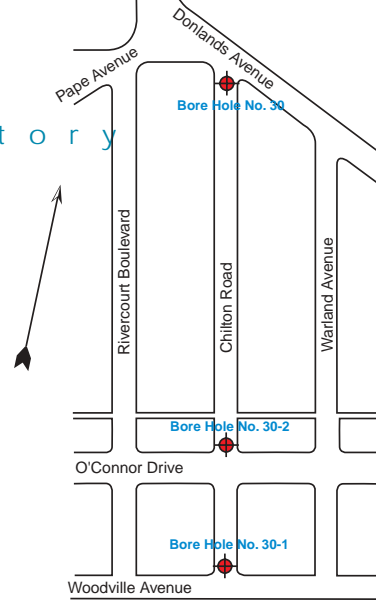 Donlands Avenue
Pape Avenue
Bore Hole No. 30
t o r y
Rivercourt Boulevard
Chilton Road
Warland Avenue
Bore Hole No. 30-2
O'Connor Drive
Bore Hole No. 30-1
Woodville Avenue